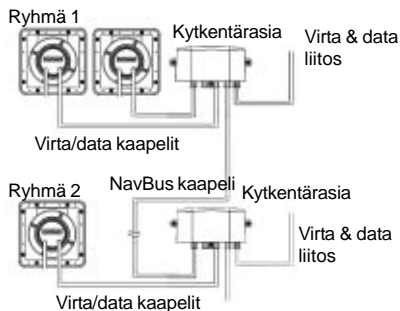 Ryhmä 1
Kytkentärasia
Virta & data
liitos
Virta/data kaapelit
Ryhmä 2
NavBus kaapeli
Kytkentärasia
Virta & data
liitos
Virta/data kaapelit